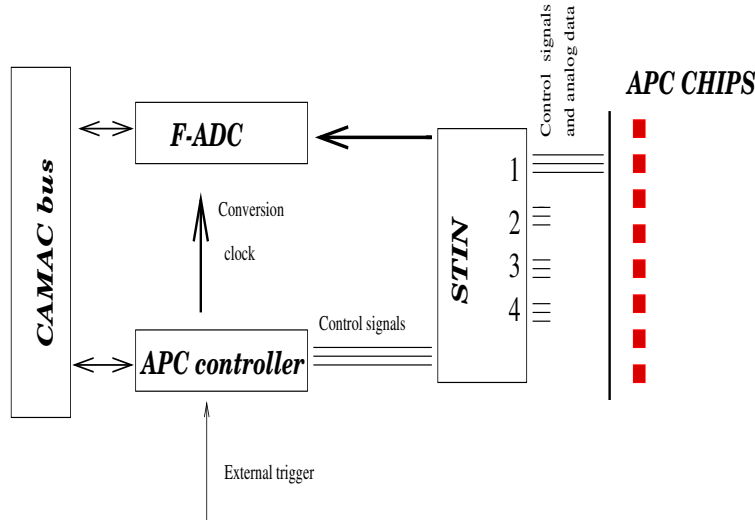 Control signals
and analog data
APC CHIPS
CAMAC bus
F-ADC
STIN
1
2
3
4
Conversion
clock
Control signals
APC controller
External trigger